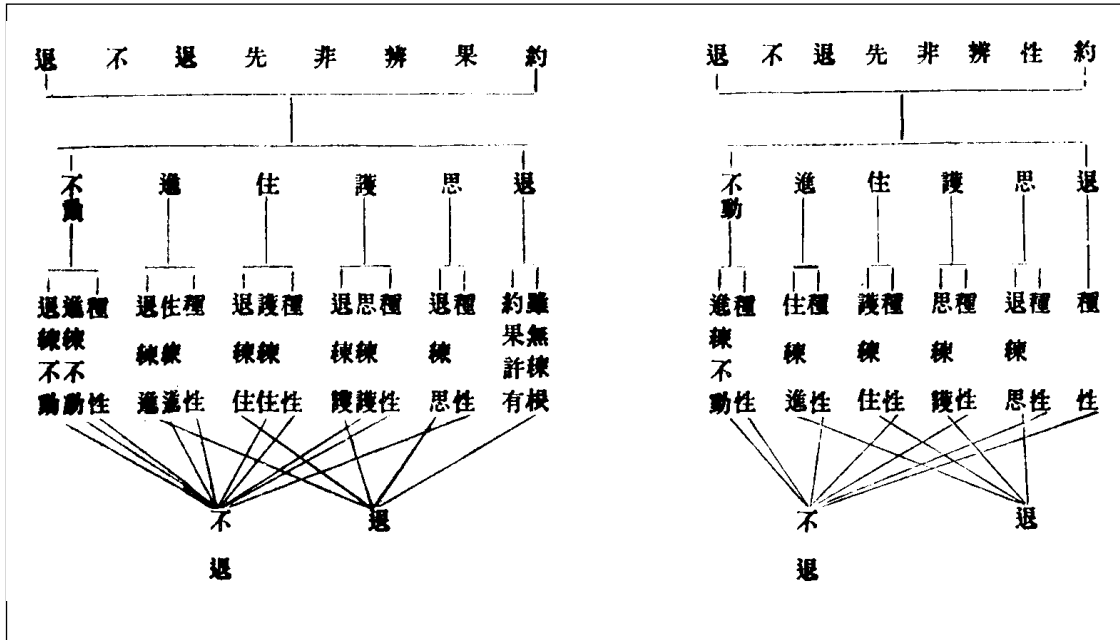 約性辨非先退不退
退
思
護
住
進
不動
種性
種性
退練思
種性
思練護
種性
護練住
種性
住練進
種性
進練不動
退
不退
約果辨非先退不退
退
思
護
住
進
不動
雖無練根
約果許有
種性
退練思
種性
思練護
退練護
種性
護練住
退練住
種性
住練進
退練進
種性
進練不動
退練不動
退
不退